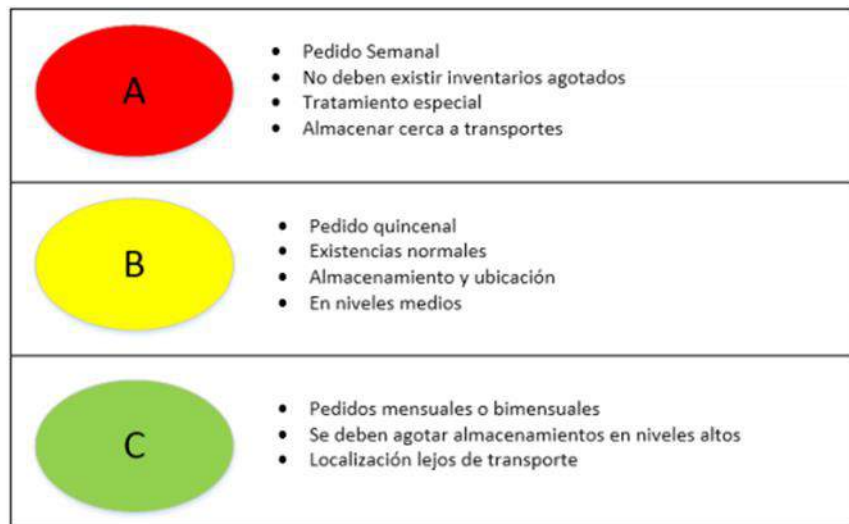 A
• Pedido Semanal
• No deben existir inventarios agotados
• Tratamiento especial
• Almacenar cerca a transportes
B
• Pedido quincenal
• Existencias normales
• Almacenamiento y ubicación
• En niveles medios
C
• Pedidos mensuales o bimensuales
• Se deben agotar almacenamientos en niveles altos
• Localización lejos de transporte